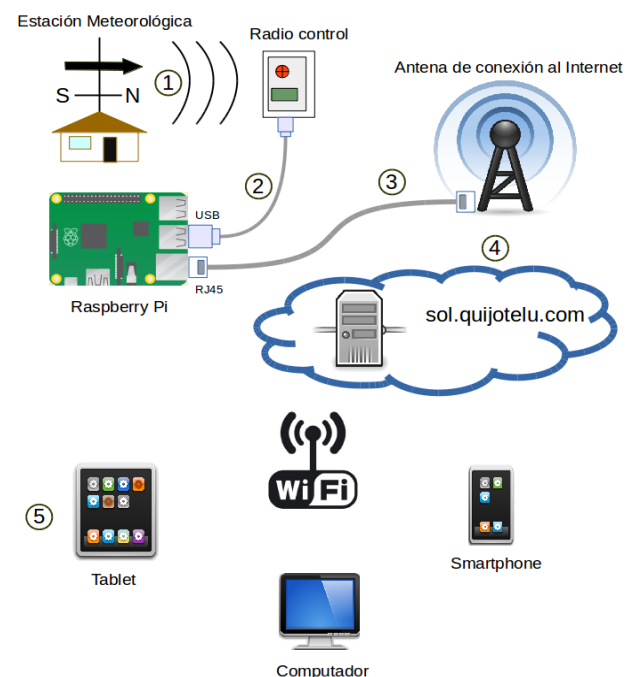 Estación Meteorológica
Radio control
Antena de conexión al Internet
1
S
N
2
3
USB
RJ45
Raspberry Pi
4
sol.quijotelu.com
WiFi
5
Tablet
Smartphone
Computador